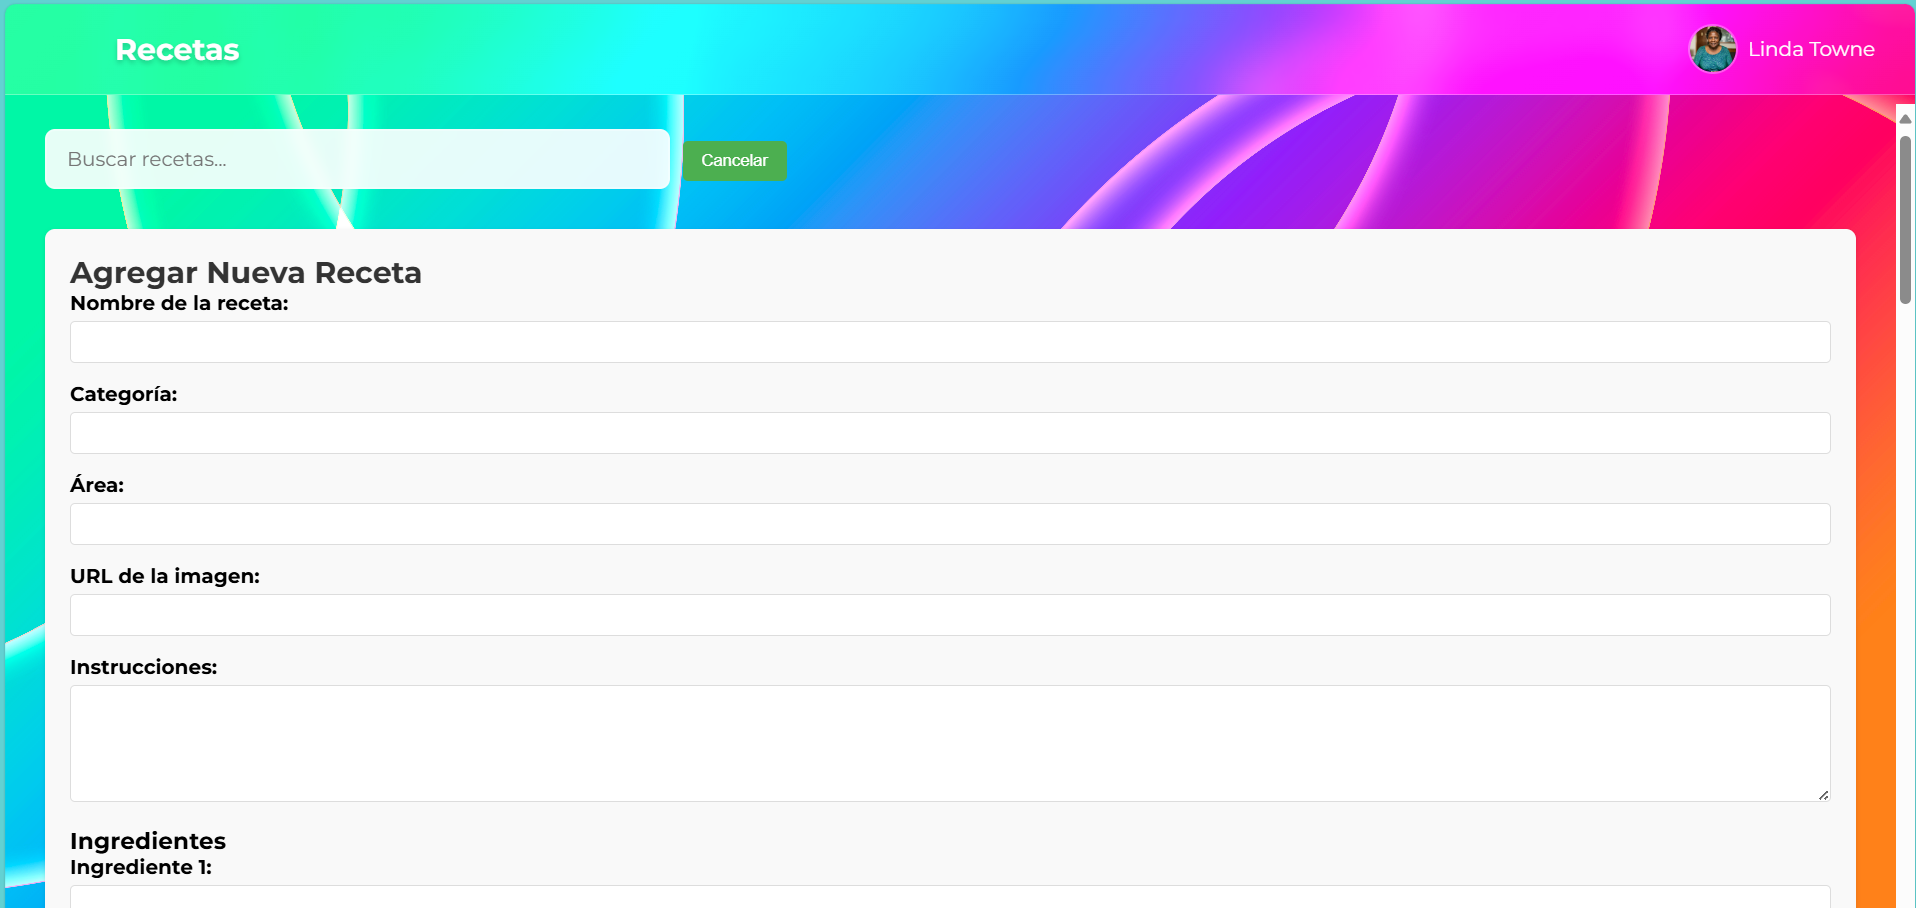 Recetas
Linda Towne
Buscar recetas...
Cancelar
Agregar Nueva Receta
Nombre de la receta:
Categoría:
Área:
URL de la imagen:
Instrucciones:
Ingredientes
Ingrediente 1: